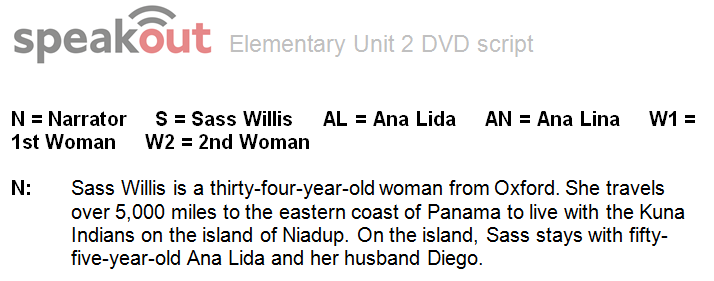 speakout Elementary Unit 2 DVD script
N = Narrator S = Sass Willis AL = Ana Lida AN = Ana Lina W1 =
1st Woman W2 = 2nd Woman
N: Sass Willis is a thirty-four-year-old woman from Oxford. She travels
over 5,000 miles to the eastern coast of Panama to live with the Kuna
Indians on the island of Niadup. On the island, Sass stays with fifty-
five-year-old Ana Lida and her husband Diego.